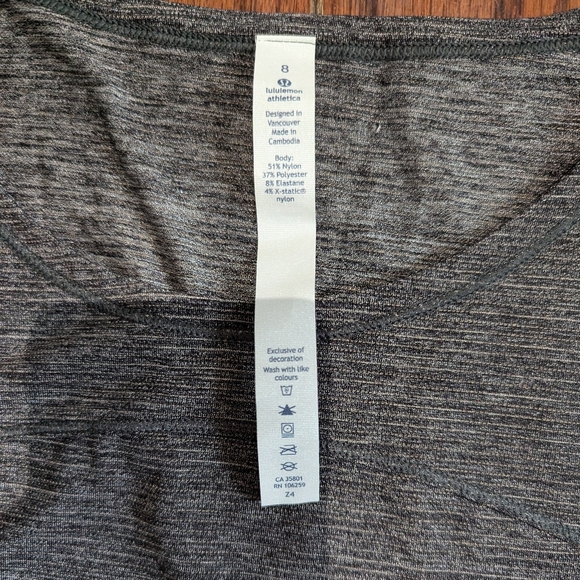 8
lululemon
athletica
Designed in
Vancouver
Made in
Cambodia
Body:
51% Nylon
37% Polyester
8% Elastane
4% X-static®
nylon
Exclusive of
decoration
Wash with like
colours
CA 35801
RN 106259
Z4